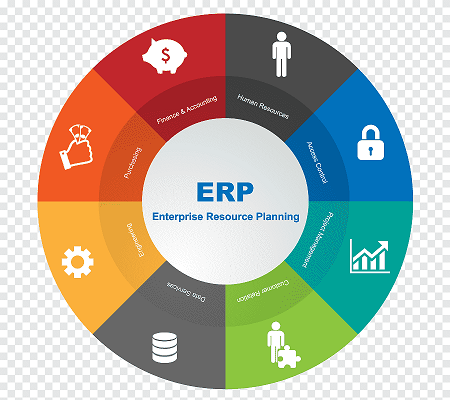 ERP
Enterprise Resource Planning
Finance & Accounting
Human Resources
Access Control
Project Management
Customer Relation
Data Services
Engineering
Purchasing
$